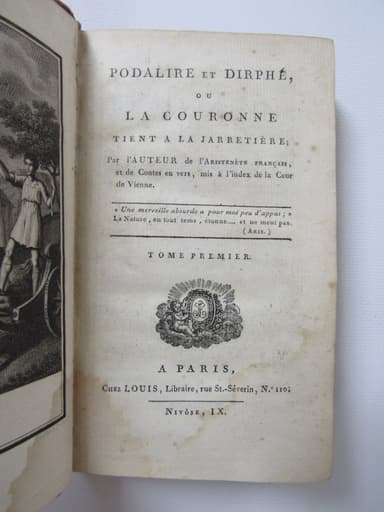 PODALIRE ET DIRPHÉ,
OU
LA COURONNE
TIENT A LA JARRETIÈRE;
Par l'AUTEUR de l'ARISTENÈTE FRANÇAIS,
et de Contes en vers, mis à l'index de la Cour
de Vienne.
« Une merveille absurde a pour moi peu d'appas; »
La Nature, en tout tems, étonne.... et ne ment pas.
(ARIS.)
TOME PREMIER.
A PARIS,
CHEZ LOUIS, Libraire, rue St.-Séverin, N.° 110;
NIVÔSE, IX.